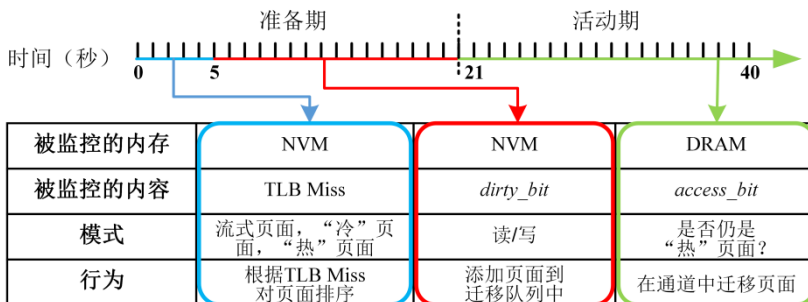 准备期 活动期
时间（秒）
0 5 21 40
被监控的内存 NVM NVM DRAM
被监控的内容 TLB Miss dirty_bit access_bit
模式 流式页面，“冷”页面，“热”页面 读/写 是否仍是“热”页面？
行为 根据TLB Miss对页面排序 添加页面到迁移队列中 在通道中迁移页面